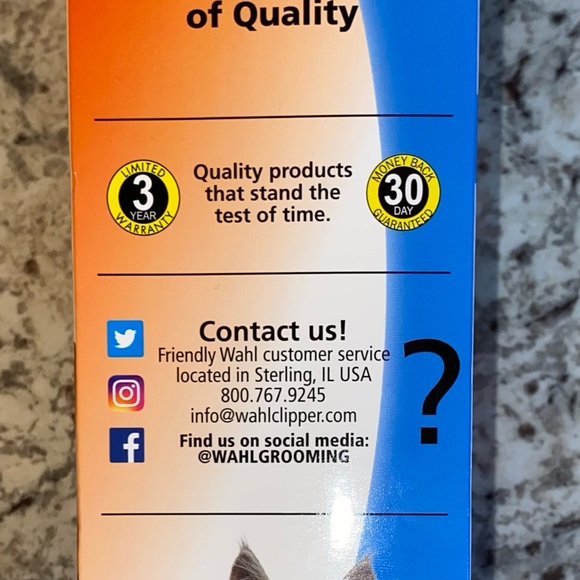 of Quality
LIMITED
3
YEAR
WARRANTY
Quality products
that stand the
test of time.
MONEY BACK
30
DAY
GUARANTEED
Contact us!
Friendly Wahl customer service
located in Sterling, IL USA
800.767.9245
info@wahlclipper.com
Find us on social media:
@WAHLGROOMING
?